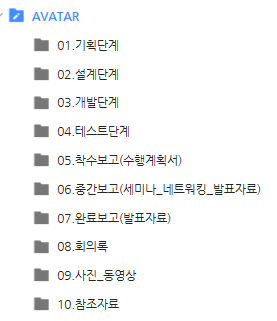 AVATAR
01.기획단계
02.설계단계
03.개발단계
04.테스트단계
05.착수보고(수행계획서)
06.중간보고(세미나_네트워킹_발표자료)
07.완료보고(발표자료)
08.회의록
09.사진_동영상
10.참조자료